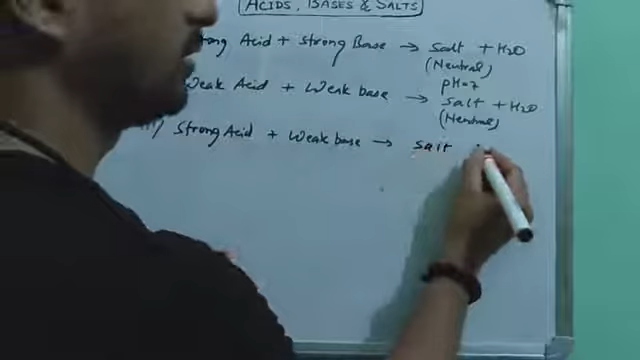 ACIDS, BASES & SALTS
Acid + Strong Base → Salt + H2O
(Neutral)
pH=7
Weak Acid + Weak base → Salt + H2O
(Neutral)
Strong Acid + Weak base → Salt